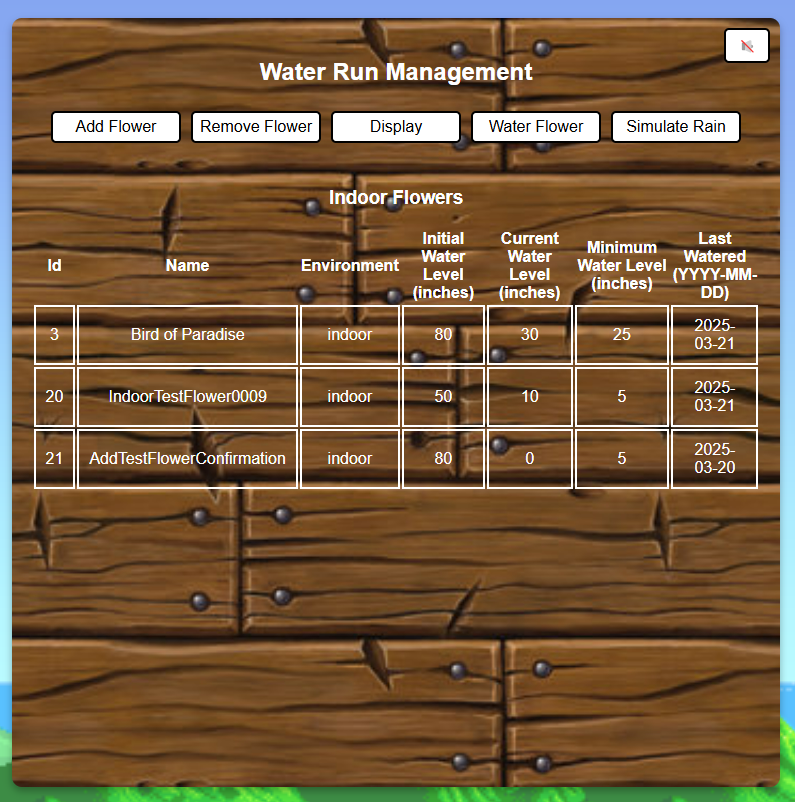 Water Run Management
Add Flower Remove Flower Display Water Flower Simulate Rain
Indoor Flowers
Id Name Environment Initial Water Level (inches) Current Water Level (inches) Minimum Water Level (inches) Last Watered (YYYY-MM-DD)
3 Bird of Paradise indoor 80 30 25 2025-03-21
20 IndoorTestFlower0009 indoor 50 10 5 2025-03-21
21 AddTestFlowerConfirmation indoor 80 0 5 2025-03-20